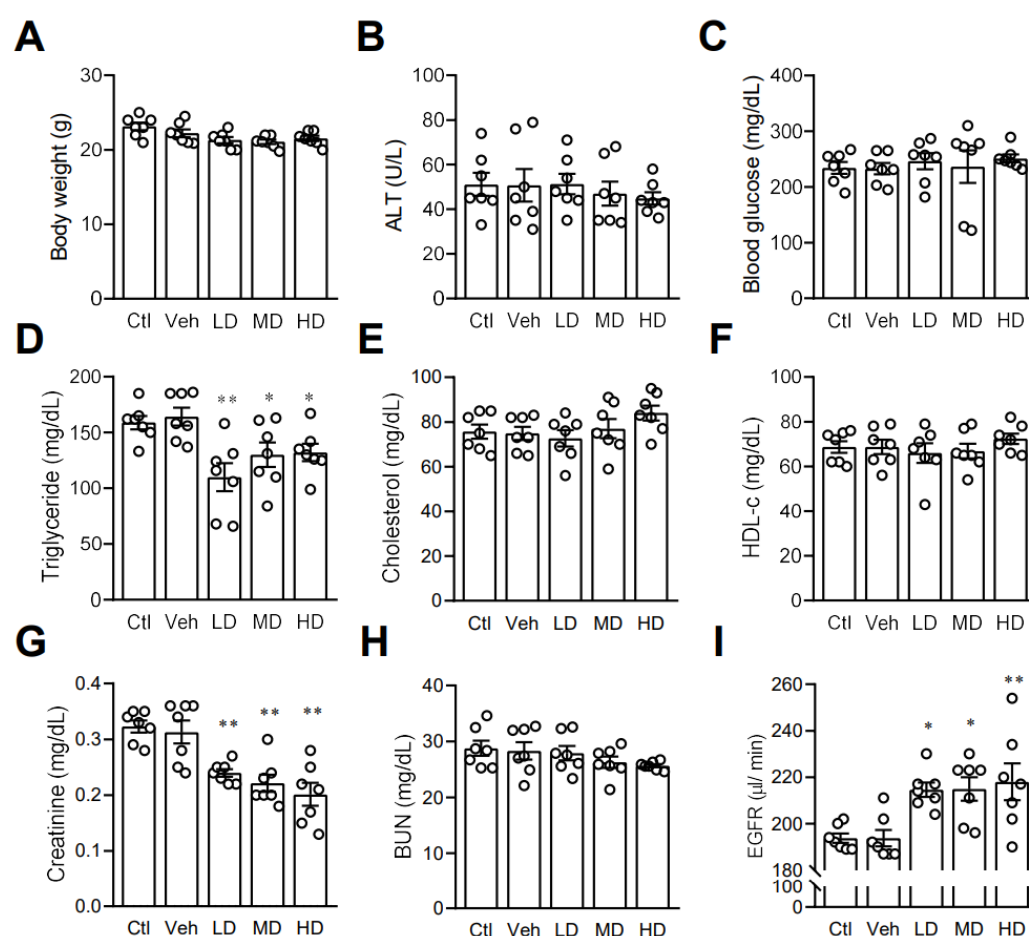 A
Body weight (g)
30
20
10
0
Ctl Veh LD MD HD
B
ALT (U/L)
100
80
60
40
20
0
Ctl Veh LD MD HD
C
Blood glucose (mg/dL)
400
300
200
100
0
Ctl Veh LD MD HD
D
Triglyceride (mg/dL)
200
150
100
50
0
** * *
Ctl Veh LD MD HD
E
Cholesterol (mg/dL)
100
80
60
40
20
0
Ctl Veh LD MD HD
F
HDL-c (mg/dL)
100
80
60
40
20
0
Ctl Veh LD MD HD
G
Creatinine (mg/dL)
0.4
0.3
0.2
0.1
0.0
** ** **
Ctl Veh LD MD HD
H
BUN (mg/dL)
40
30
20
10
0
Ctl Veh LD MD HD
I
EGFR (µl/ min)
260
240
220
200
180
100
0
* * **
Ctl Veh LD MD HD